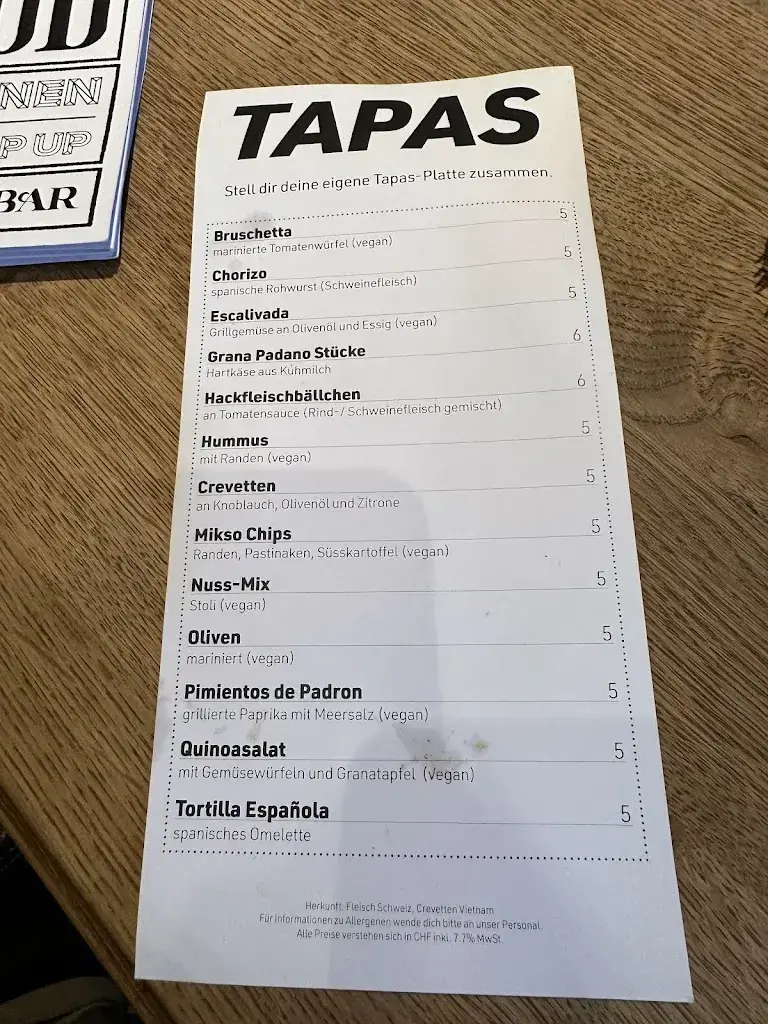 UD
NEN
P UP
BAR
TAPAS
Stell dir deine eigene Tapas-Platte zusammen.
Bruschetta 5
marinierte Tomatenwürfel (vegan)
Chorizo 5
spanische Rohwurst (Schweinefleisch)
Escalivada 5
Grillgemüse an Olivenöl und Essig (vegan)
Grana Padano Stücke 6
Hartkäse aus Kuhmilch
Hackfleischbällchen 6
an Tomatensauce (Rind-/ Schweinefleisch gemischt)
Hummus 5
mit Randen (vegan)
Crevetten 5
an Knoblauch, Olivenöl und Zitrone
Mikso Chips 5
Randen, Pastinaken, Süsskartoffel (vegan)
Nuss-Mix 5
Stoli (vegan)
Oliven 5
mariniert (vegan)
Pimientos de Padron 5
grillierte Paprika mit Meersalz (vegan)
Quinoasalat 5
mit Gemüsewürfeln und Granatapfel (vegan)
Tortilla Española 5
spanisches Omelette
Herkunft: Fleisch Schweiz, Crevetten Vietnam
Für Informationen zu Allergenen wende dich bitte an unser Personal.
Alle Preise verstehen sich in CHF inkl. 7.7% MwSt.